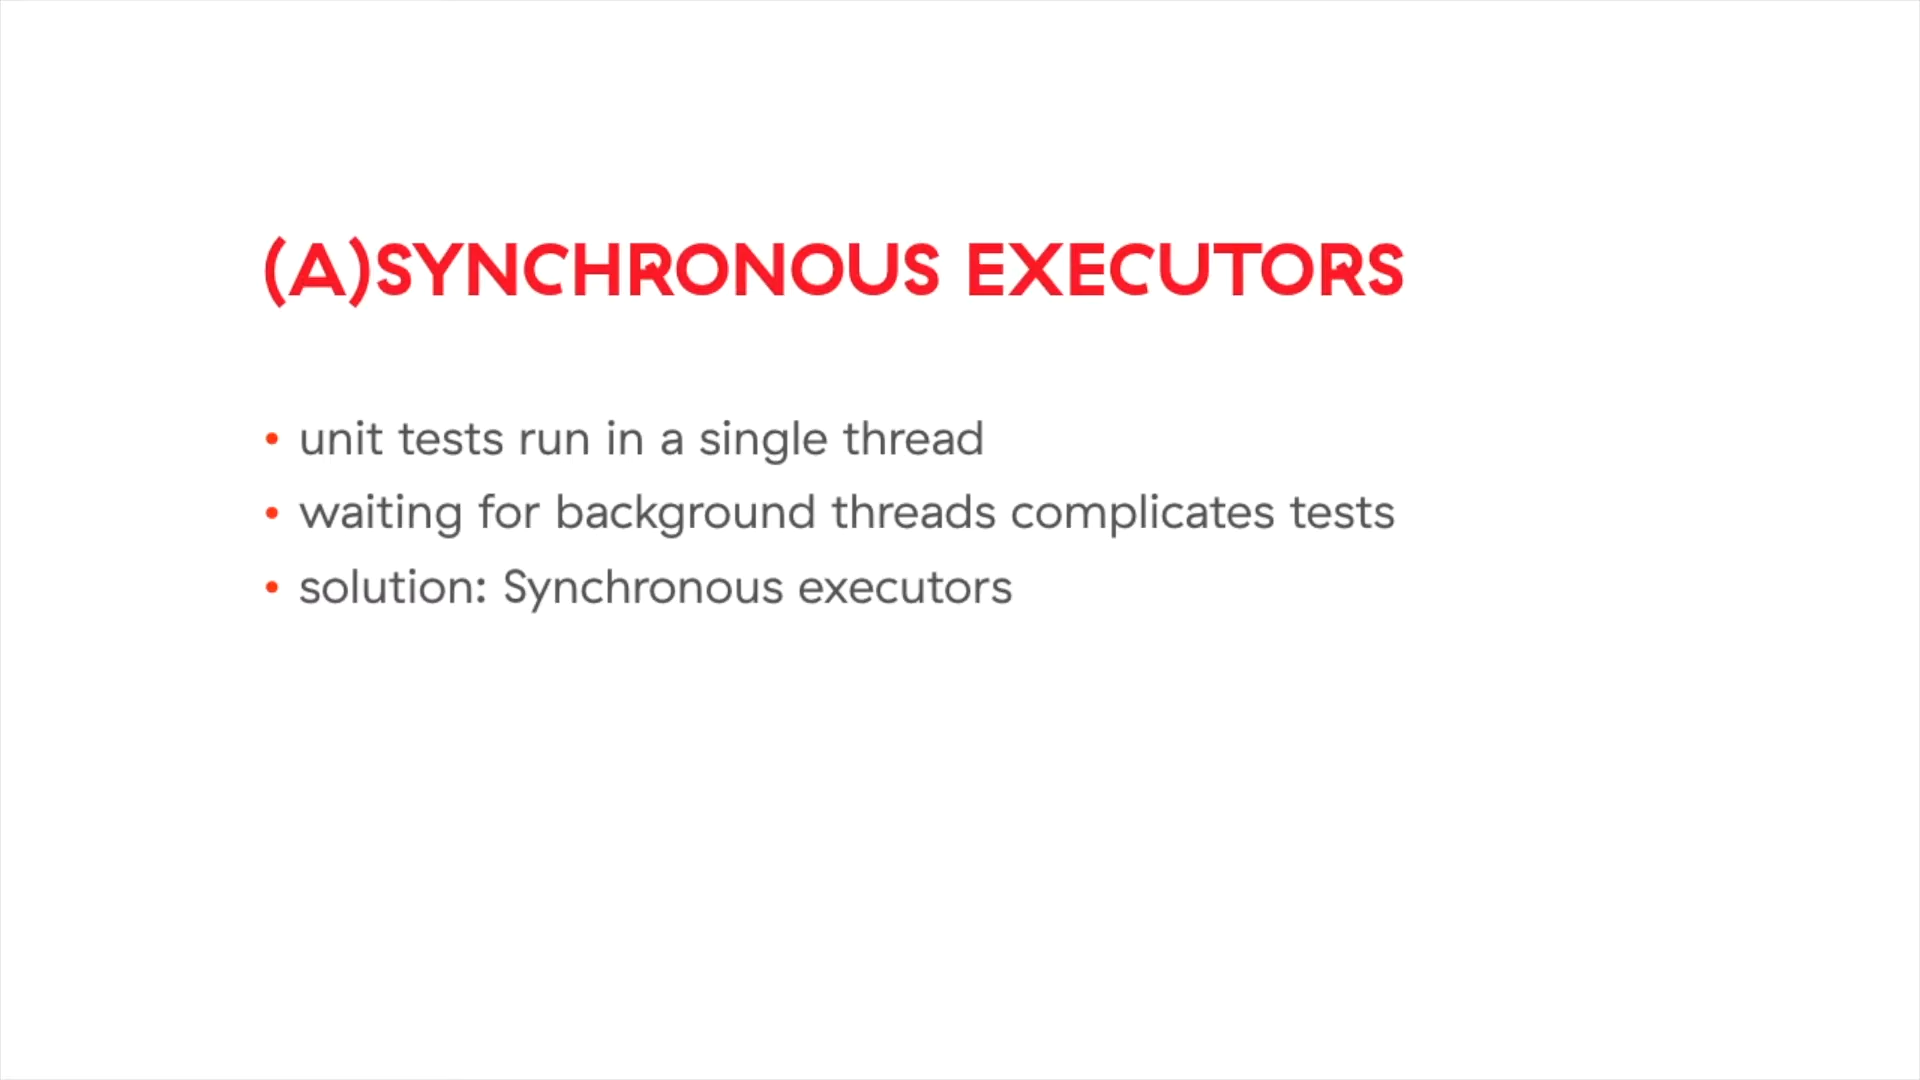 (A)SYNCHRONOUS EXECUTORS
• unit tests run in a single thread
• waiting for background threads complicates tests
• solution: Synchronous executors